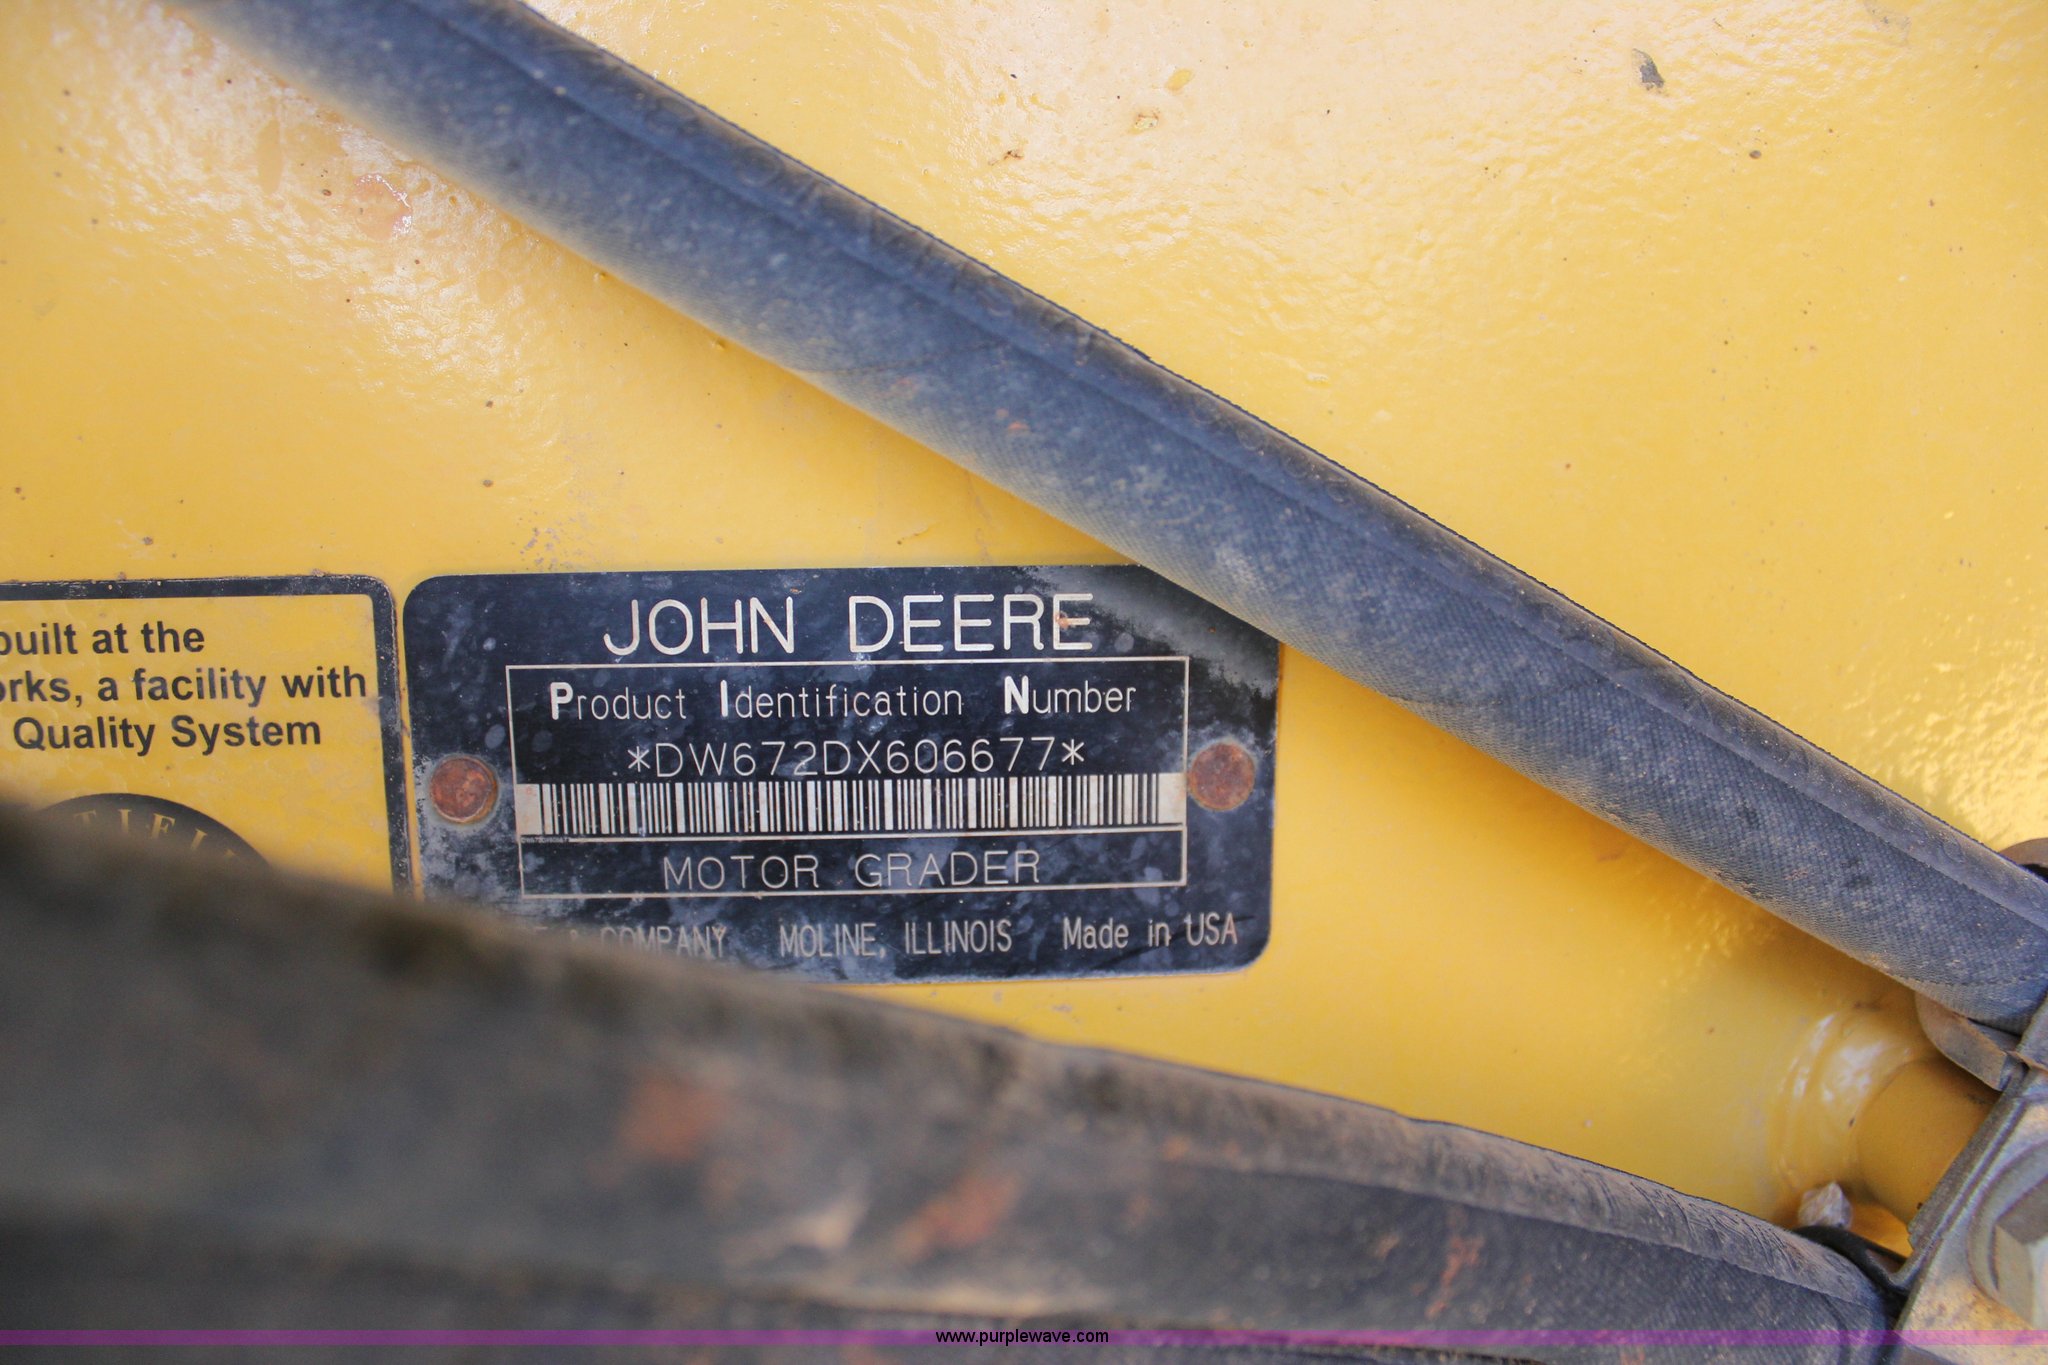 built at the
orks, a facility with
Quality System
TIFI
JOHN DEERE
Product Identification Number
*DW672DX606677*
MOTOR GRADER
& COMPANY MOLINE, ILLINOIS Made in USA
www.purplewave.com